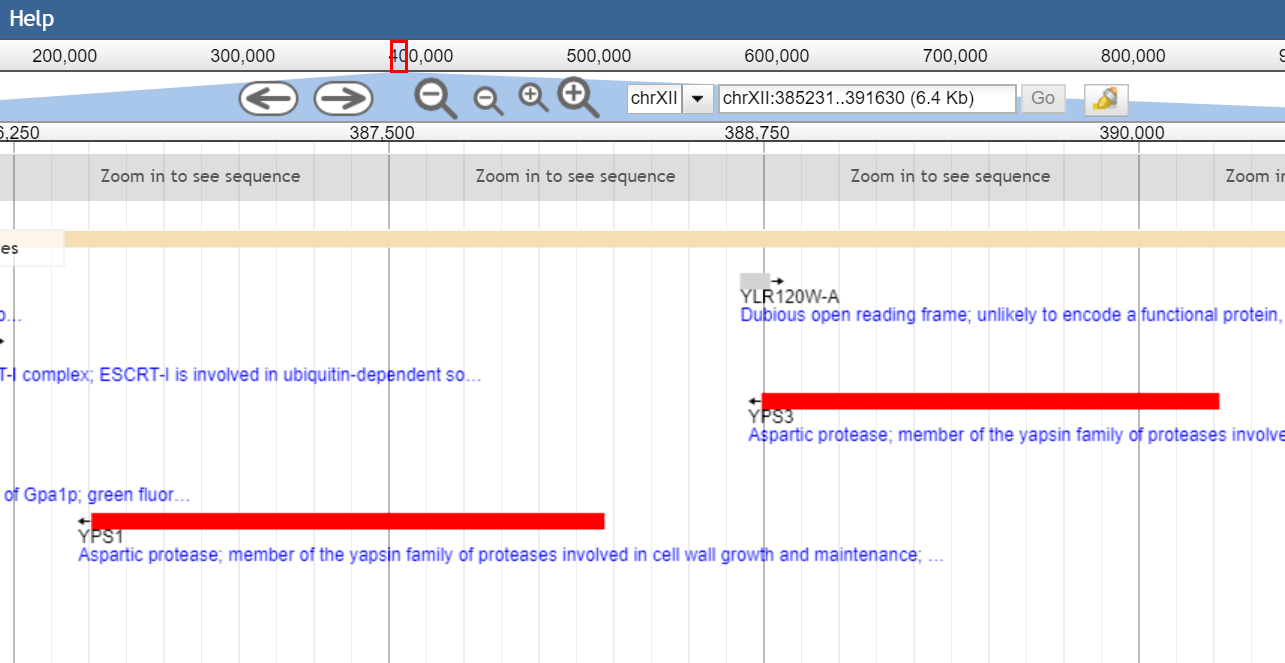 Help
200,000 300,000 400,000 500,000 600,000 700,000 800,000
chrXII chrXII:385231..391630 (6.4 Kb) Go
6,250 387,500 388,750 390,000
Zoom in to see sequence Zoom in to see sequence Zoom in to see sequence Zoom in
es
YLR120W-A
o... Dubious open reading frame; unlikely to encode a functional protein,
T-I complex; ESCRT-I is involved in ubiquitin-dependent so...
YPS3
Aspartic protease; member of the yapsin family of proteases involve
of Gpa1p; green fluor...
YPS1
Aspartic protease; member of the yapsin family of proteases involved in cell wall growth and maintenance; ...